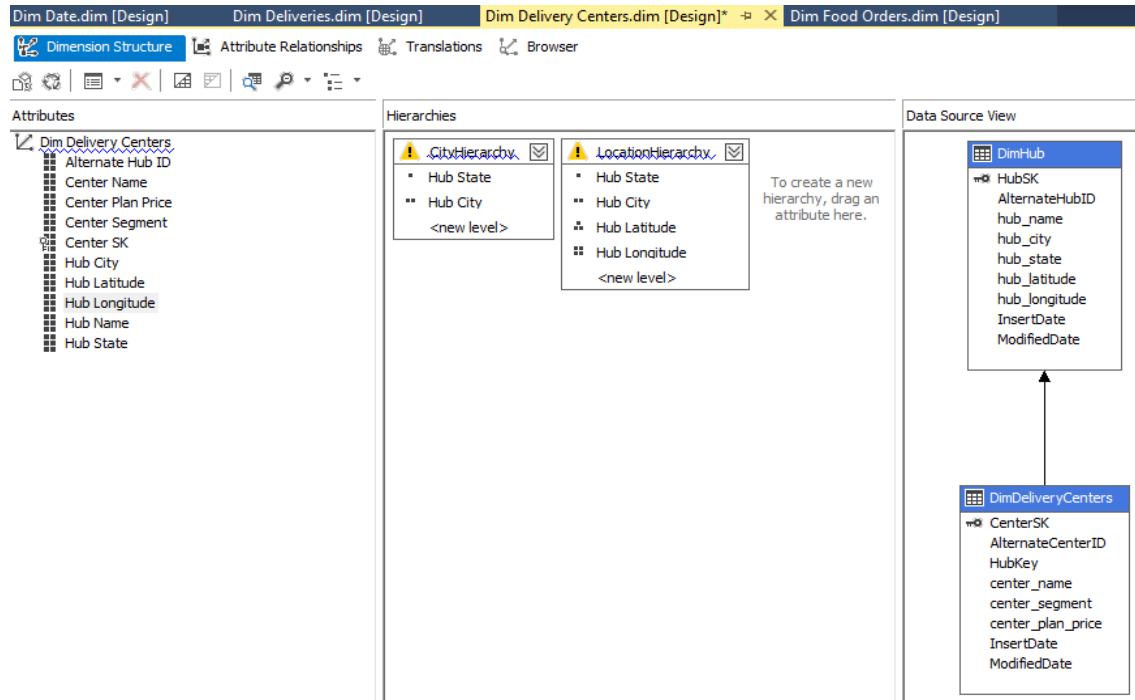 Dim Date.dim [Design] Dim Deliveries.dim [Design] Dim Delivery Centers.dim [Design]* Dim Food Orders.dim [Design]
Dimension Structure Attribute Relationships Translations Browser
Attributes
Dim Delivery Centers
Alternate Hub ID
Center Name
Center Plan Price
Center Segment
Center SK
Hub City
Hub Latitude
Hub Longitude
Hub Name
Hub State
Hierarchies
CityHierarchy
Hub State
Hub City
<new level>
LocationHierarchy
Hub State
Hub City
Hub Latitude
Hub Longitude
<new level>
To create a new
hierarchy, drag an
attribute here.
Data Source View
DimHub
HubSK
AlternateHubID
hub_name
hub_city
hub_state
hub_latitude
hub_longitude
InsertDate
ModifiedDate
DimDeliveryCenters
CenterSK
AlternateCenterID
HubKey
center_name
center_segment
center_plan_price
InsertDate
ModifiedDate